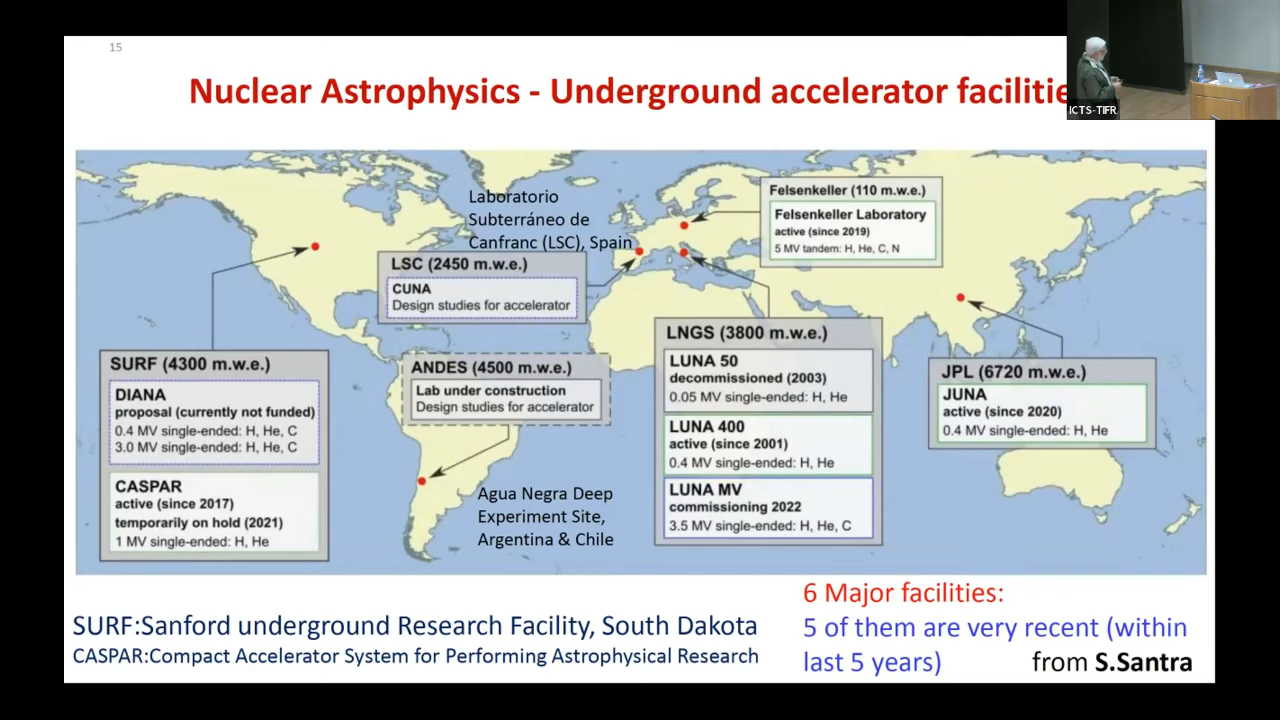 15
Nuclear Astrophysics - Underground accelerator facilitie
ICTS-TIFR
Laboratorio
Subterráneo de
Canfranc (LSC), Spain
LSC (2450 m.w.e.)
CUNA
Design studies for accelerator
Felsenkeller (110 m.w.e.)
Felsenkeller Laboratory
active (since 2019)
5 MV tandem: H, He, C, N
SURF (4300 m.w.e.)
DIANA
proposal (currently not funded)
0.4 MV single-ended: H, He, C
3.0 MV single-ended: H, He, C
CASPAR
active (since 2017)
temporarily on hold (2021)
1 MV single-ended: H, He
ANDES (4500 m.w.e.)
Lab under construction
Design studies for accelerator
Agua Negra Deep
Experiment Site,
Argentina & Chile
LNGS (3800 m.w.e.)
LUNA 50
decommissioned (2003)
0.05 MV single-ended: H, He
LUNA 400
active (since 2001)
0.4 MV single-ended: H, He
LUNA MV
commissioning 2022
3.5 MV single-ended: H, He, C
JPL (6720 m.w.e.)
JUNA
active (since 2020)
0.4 MV single-ended: H, He
SURF:Sanford underground Research Facility, South Dakota
CASPAR:Compact Accelerator System for Performing Astrophysical Research
6 Major facilities:
5 of them are very recent (within
last 5 years)
from S.Santra